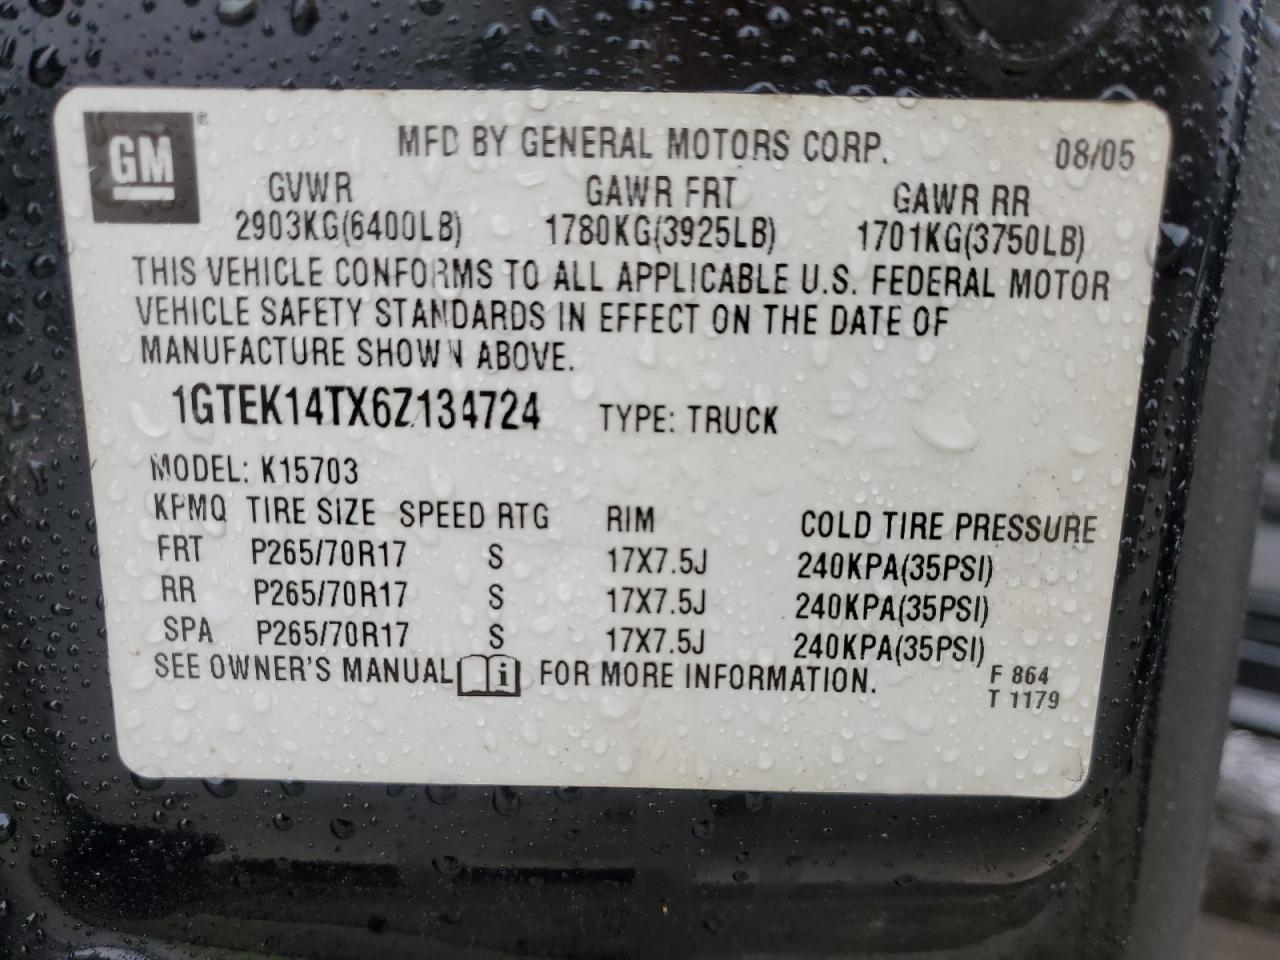 GM ®
MFD BY GENERAL MOTORS CORP. 08/05
GVWR GAWR FRT GAWR RR
2903KG(6400LB) 1780KG(3925LB) 1701KG(3750LB)
THIS VEHICLE CONFORMS TO ALL APPLICABLE U.S. FEDERAL MOTOR
VEHICLE SAFETY STANDARDS IN EFFECT ON THE DATE OF
MANUFACTURE SHOWN ABOVE.
1GTEK14TX6Z134724 TYPE: TRUCK
MODEL: K15703
KPMQ TIRE SIZE SPEED RTG RIM COLD TIRE PRESSURE
FRT P265/70R17 S 17X7.5J 240KPA(35PSI)
RR P265/70R17 S 17X7.5J 240KPA(35PSI)
SPA P265/70R17 S 17X7.5J 240KPA(35PSI)
SEE OWNER'S MANUAL i FOR MORE INFORMATION.
F 864
T 1179